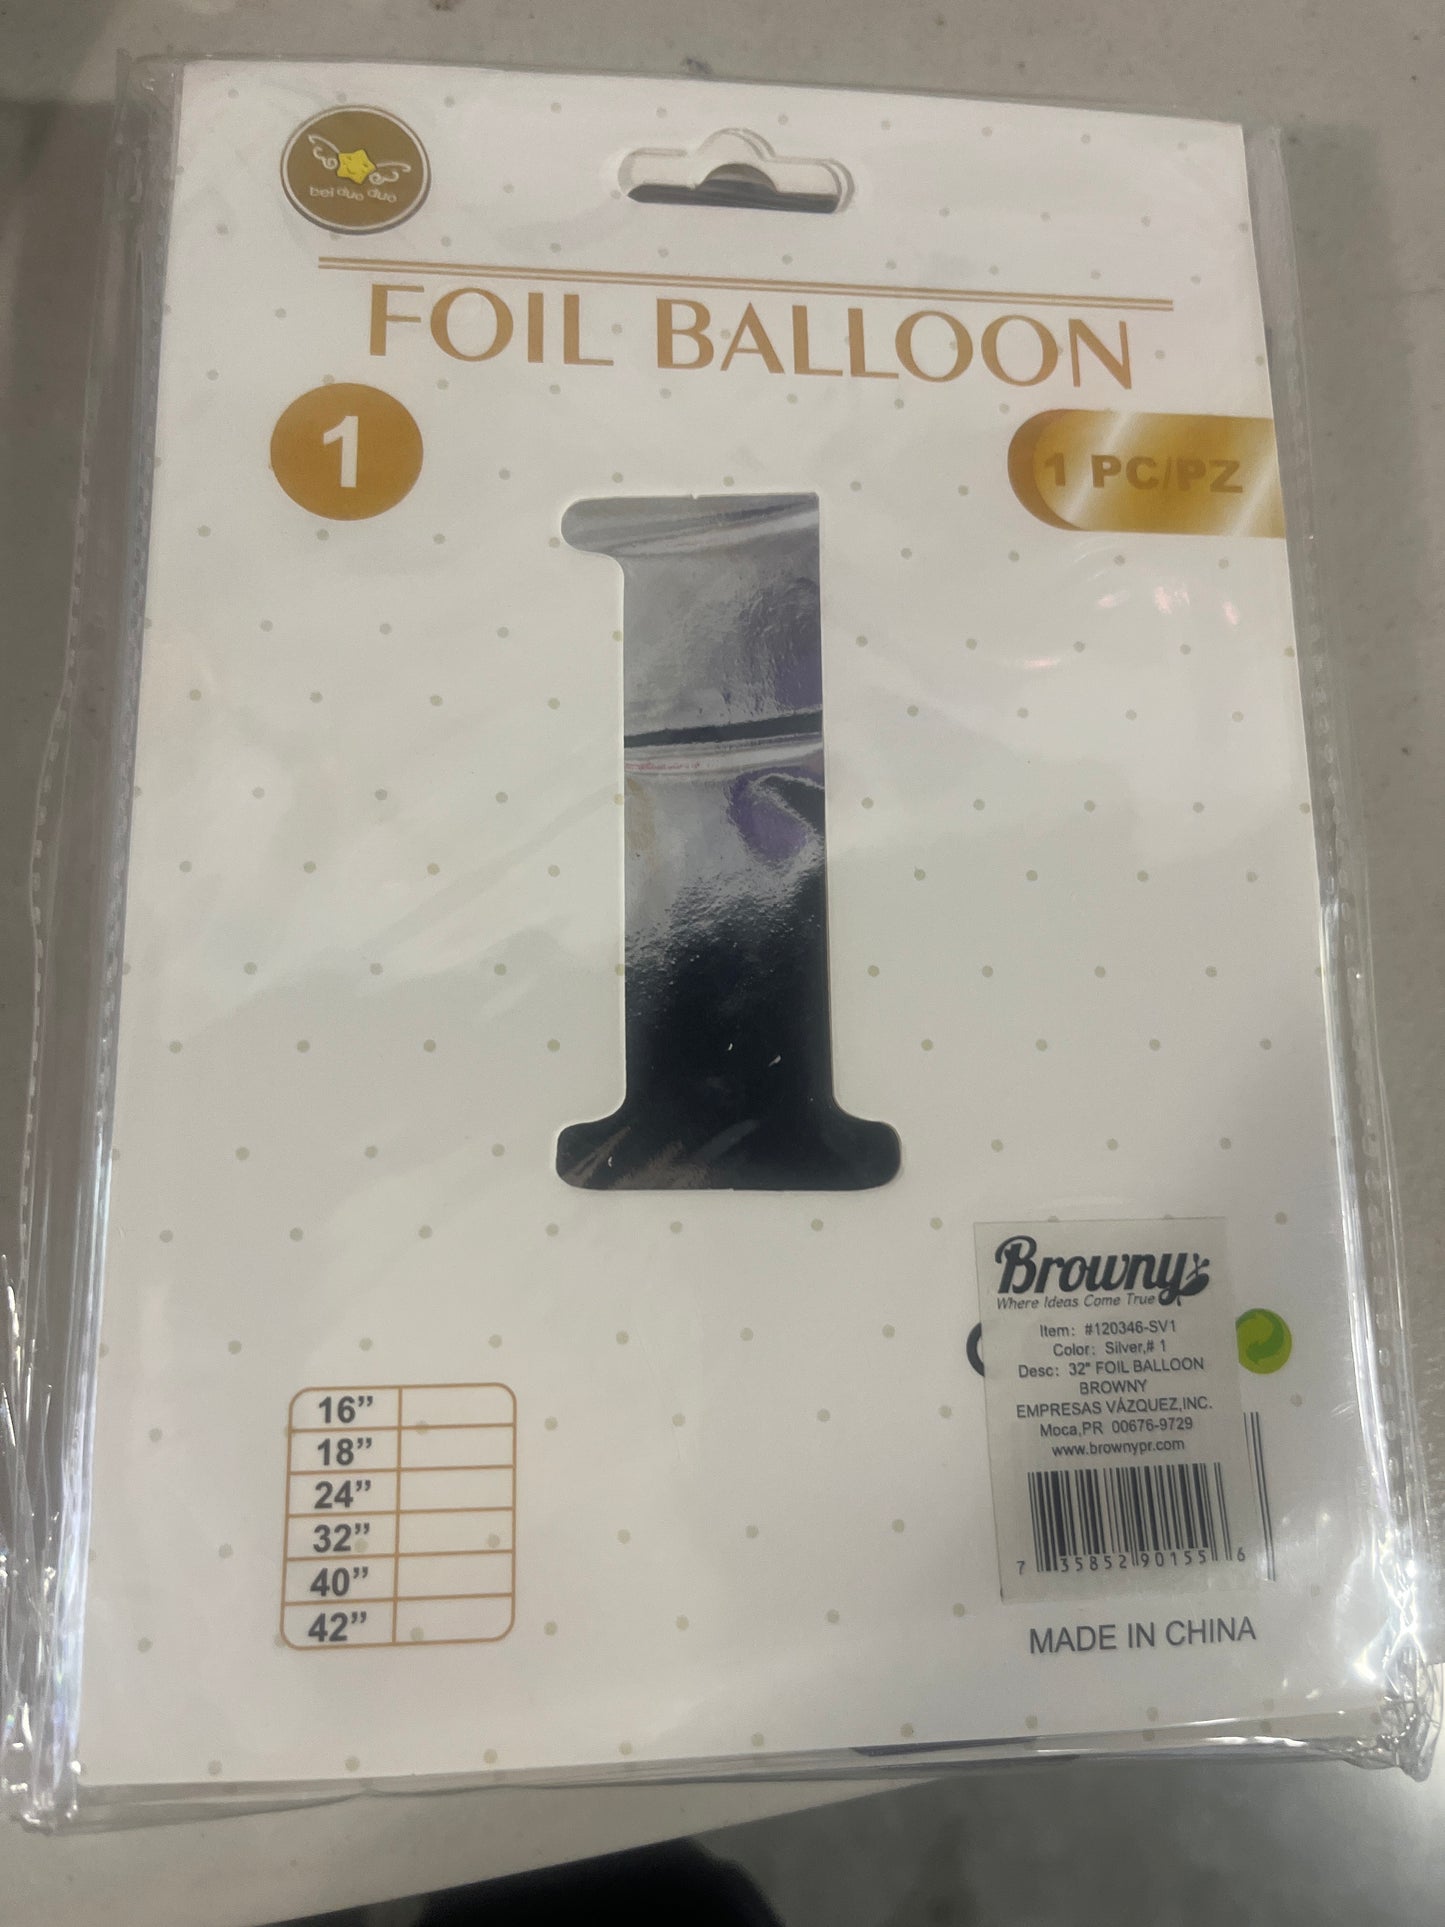 bei duo duo
FOIL BALLOON
1
1 PC/PZ
Browny
Where Ideas Come True
Item: #120346-SV1
Color: Silver,# 1
Desc: 32" FOIL BALLOON
BROWNY
EMPRESAS VÁZQUEZ,INC.
Moca,PR 00676-9729
www.brownypr.com
7 35852 90155 6
16”
18”
24”
32”
40”
42”
MADE IN CHINA